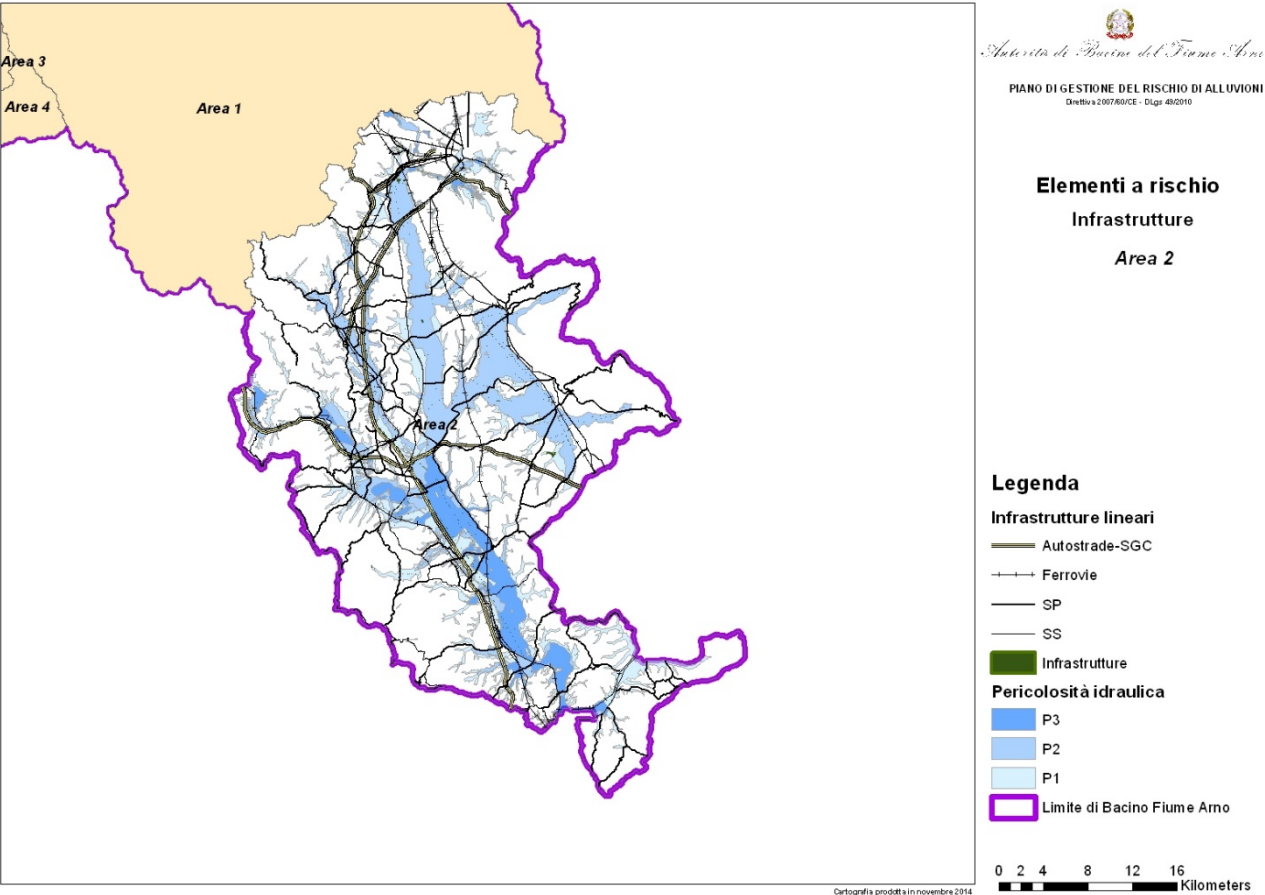 Area 3
Area 4
Area 1
Area 2
Autorità di Bacino del Fiume Arno
PIANO DI GESTIONE DEL RISCHIO DI ALLUVIONI
Direttiva 2007/60/CE - DLgs 49/2010
Elementi a rischio
Infrastrutture
Area 2
Legenda
Infrastrutture lineari
Autostrade-SGC
Ferrovie
SP
SS
Infrastrutture
Pericolosità idraulica
P3
P2
P1
Limite di Bacino Fiume Arno
0 2 4 8 12 16
Kilometers
Cartografia prodotta in novembre 2014